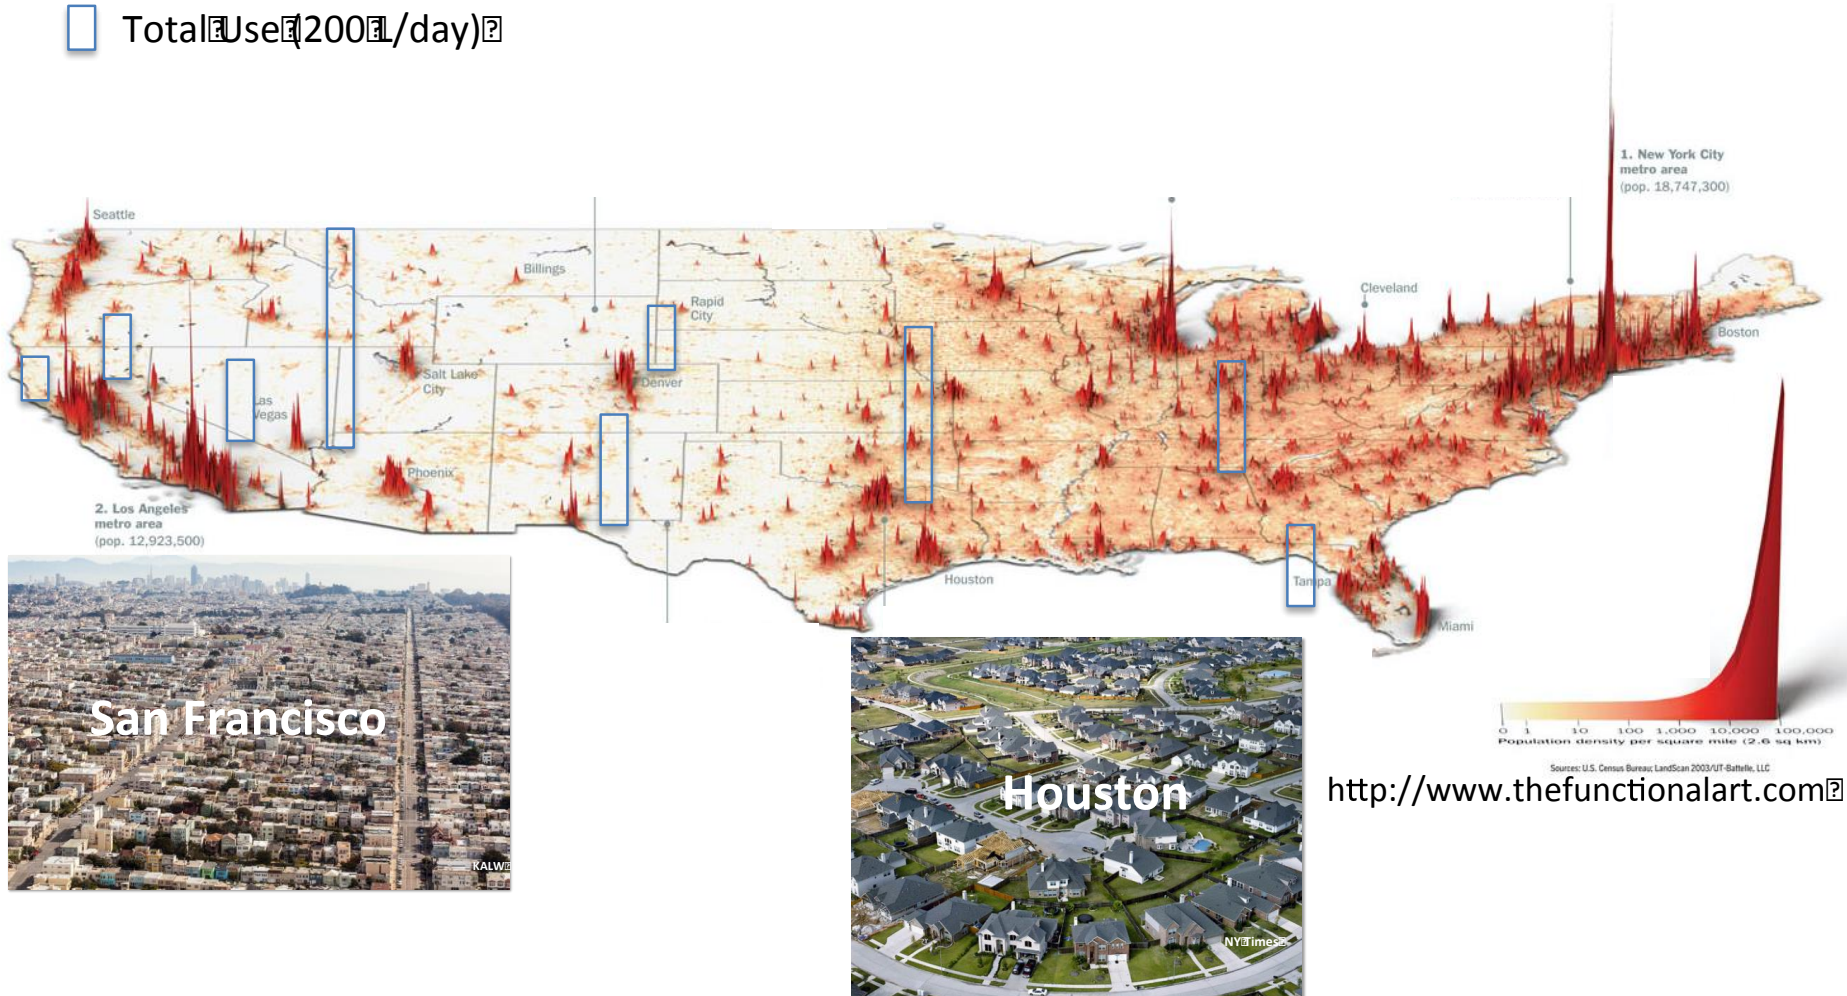 Total Use (200 L/day)
1. New York City
metro area
(pop. 18,747,300)
Seattle
Billings
Rapid
City
Cleveland
Boston
Salt Lake
City
Denver
Las
Vegas
Phoenix
2. Los Angeles
metro area
(pop. 12,923,500)
Houston
Tampa
Miami
San Francisco
KALW
Houston
NY Times
0 1 10 100 1,000 10,000 100,000
Population density per square mile (2.6 sq km)
Sources: U.S. Census Bureau; LandScan 2003/UT-Battelle, LLC
http://www.thefunctionalart.com